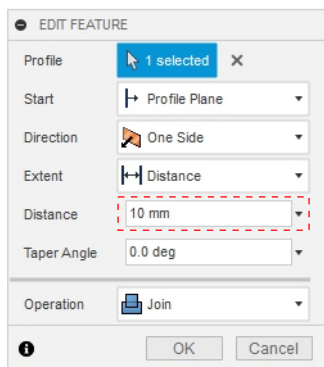 EDIT FEATURE
Profile 1 selected
Start Profile Plane
Direction One Side
Extent Distance
Distance 10 mm
Taper Angle 0.0 deg
Operation Join
OK Cancel